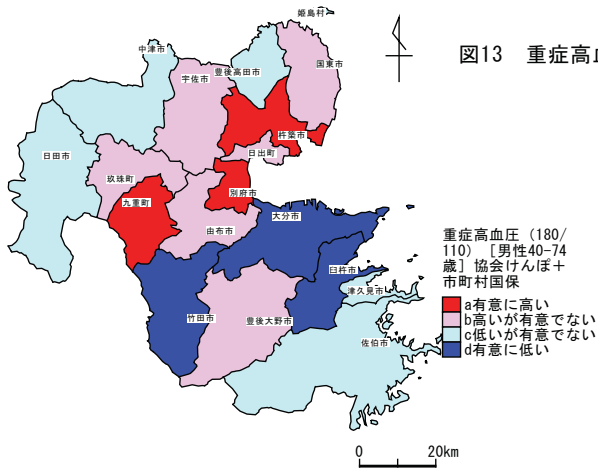 姫島村
図13 重症高血
中津市
国東市
宇佐市
豊後高田市
杵築市
日出町
日田市
玖珠町
別府市
九重町
大分市
由布市
重症高血圧（180/
110）［男性40-74
歳］協会けんぽ＋
市町村国保
臼杵市
津久見市
a有意に高い
b高いが有意でない
c低いが有意でない
d有意に低い
竹田市
豊後大野市
佐伯市
0 20km